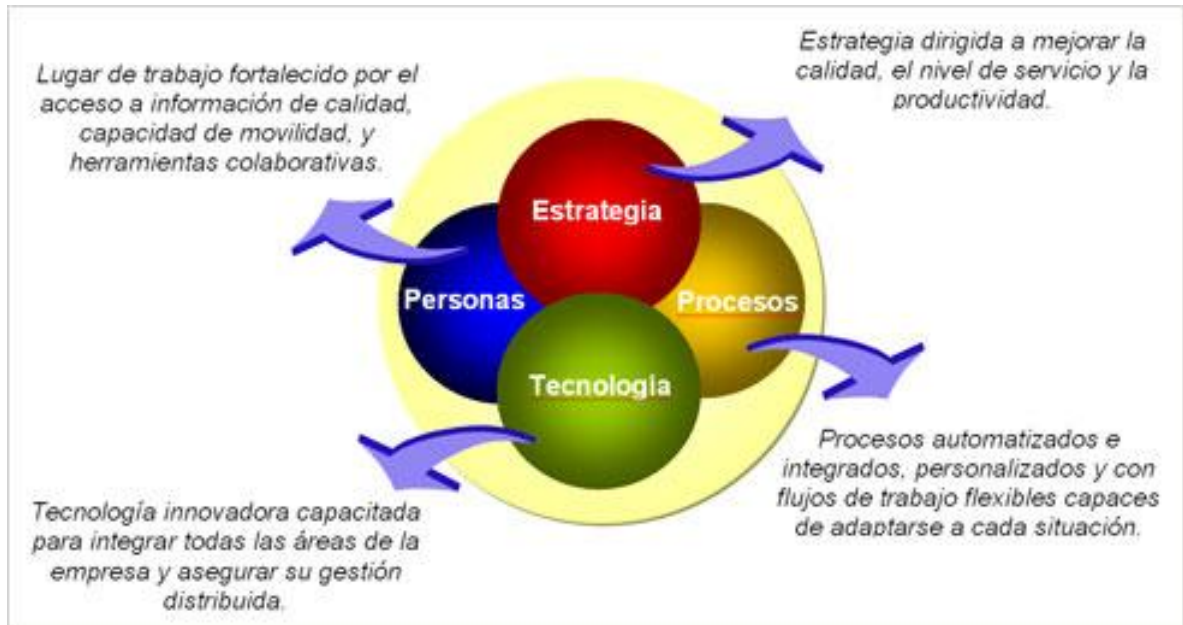 Lugar de trabajo fortalecido por el
acceso a información de calidad,
capacidad de movilidad, y
herramientas colaborativas.
Estrategia dirigida a mejorar la
calidad, el nivel de servicio y la
productividad.
Estrategia
Personas
Procesos
Tecnologia
Tecnología innovadora capacitada
para integrar todas las áreas de la
empresa y asegurar su gestión
distribuida.
Procesos automatizados e
integrados, personalizados y con
flujos de trabajo flexibles capaces
de adaptarse a cada situación.